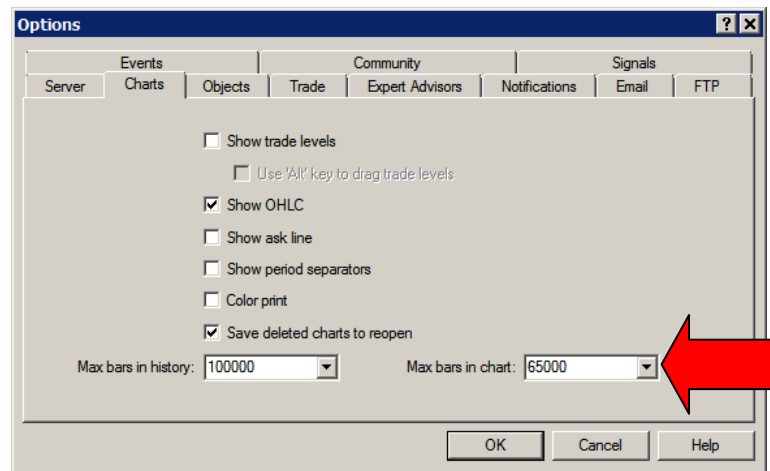 Options
Events Community Signals
Server Charts Objects Trade Expert Advisors Notifications Email FTP
Show trade levels
Use 'Alt' key to drag trade levels
Show OHLC
Show ask line
Show period separators
Color print
Save deleted charts to reopen
Max bars in history: 100000 Max bars in chart: 65000
OK Cancel Help